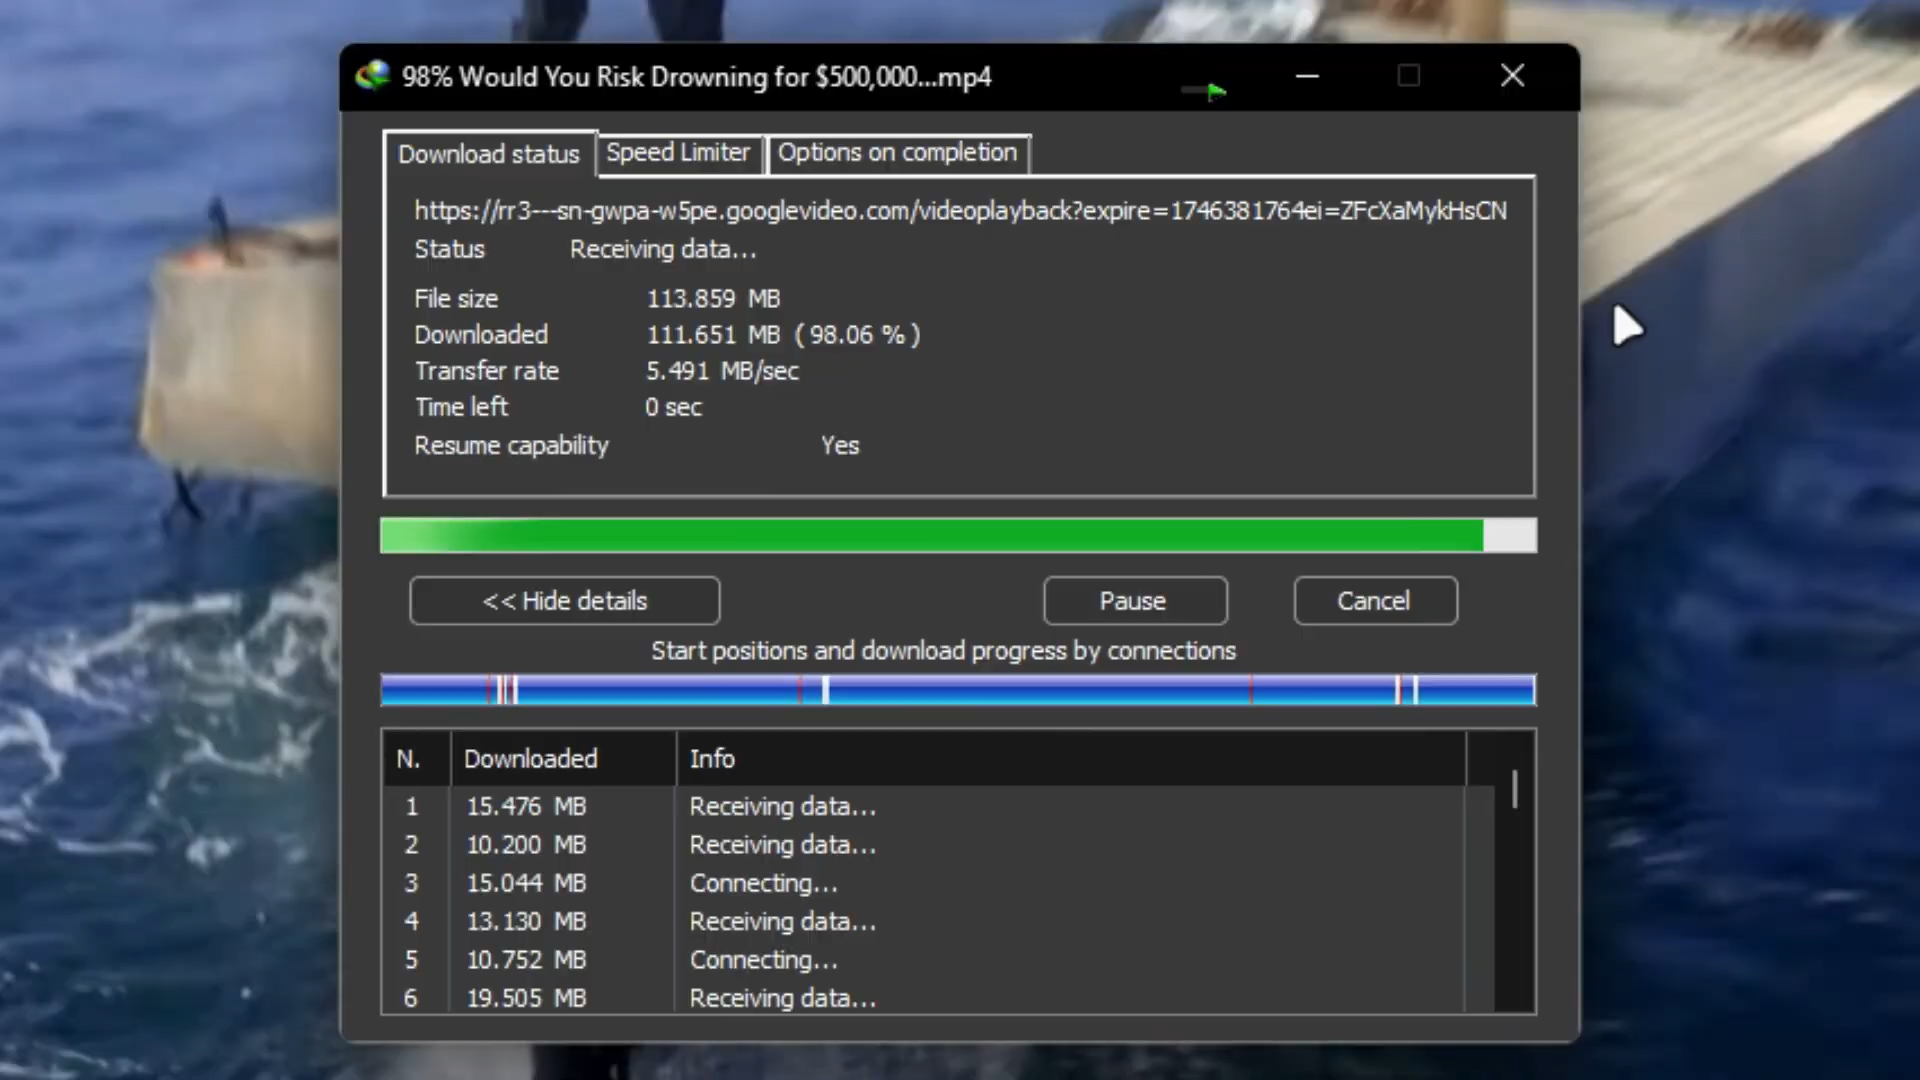 98% Would You Risk Drowning for $500,000...mp4
Download status
Speed Limiter
Options on completion
https://rr3---sn-gwpa-w5pe.googlevideo.com/videoplayback?expire=1746381764ei=ZFcXaMykHsCN
Status Receiving data...
File size 113.859 MB
Downloaded 111.651 MB ( 98.06 % )
Transfer rate 5.491 MB/sec
Time left 0 sec
Resume capability Yes
<< Hide details
Pause
Cancel
Start positions and download progress by connections
N. Downloaded Info
1 15.476 MB Receiving data...
2 10.200 MB Receiving data...
3 15.044 MB Connecting...
4 13.130 MB Receiving data...
5 10.752 MB Connecting...
6 19.505 MB Receiving data...